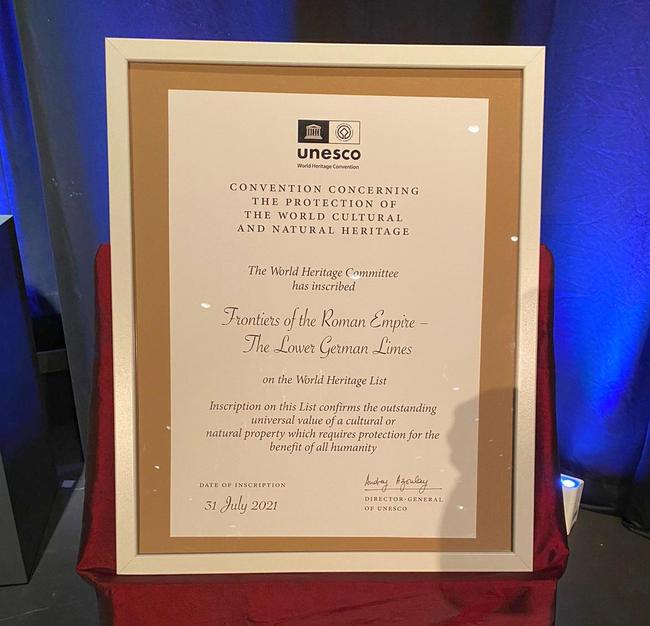 unesco
World Heritage Convention
CONVENTION CONCERNING
THE PROTECTION OF
THE WORLD CULTURAL
AND NATURAL HERITAGE
The World Heritage Committee
has inscribed
Frontiers of the Roman Empire –
The Lower German Limes
on the World Heritage List
Inscription on this List confirms the outstanding
universal value of a cultural or
natural property which requires protection for the
benefit of all humanity
DATE OF INSCRIPTION
31 July 2021
Audrey Azoulay
DIRECTOR-GENERAL
OF UNESCO